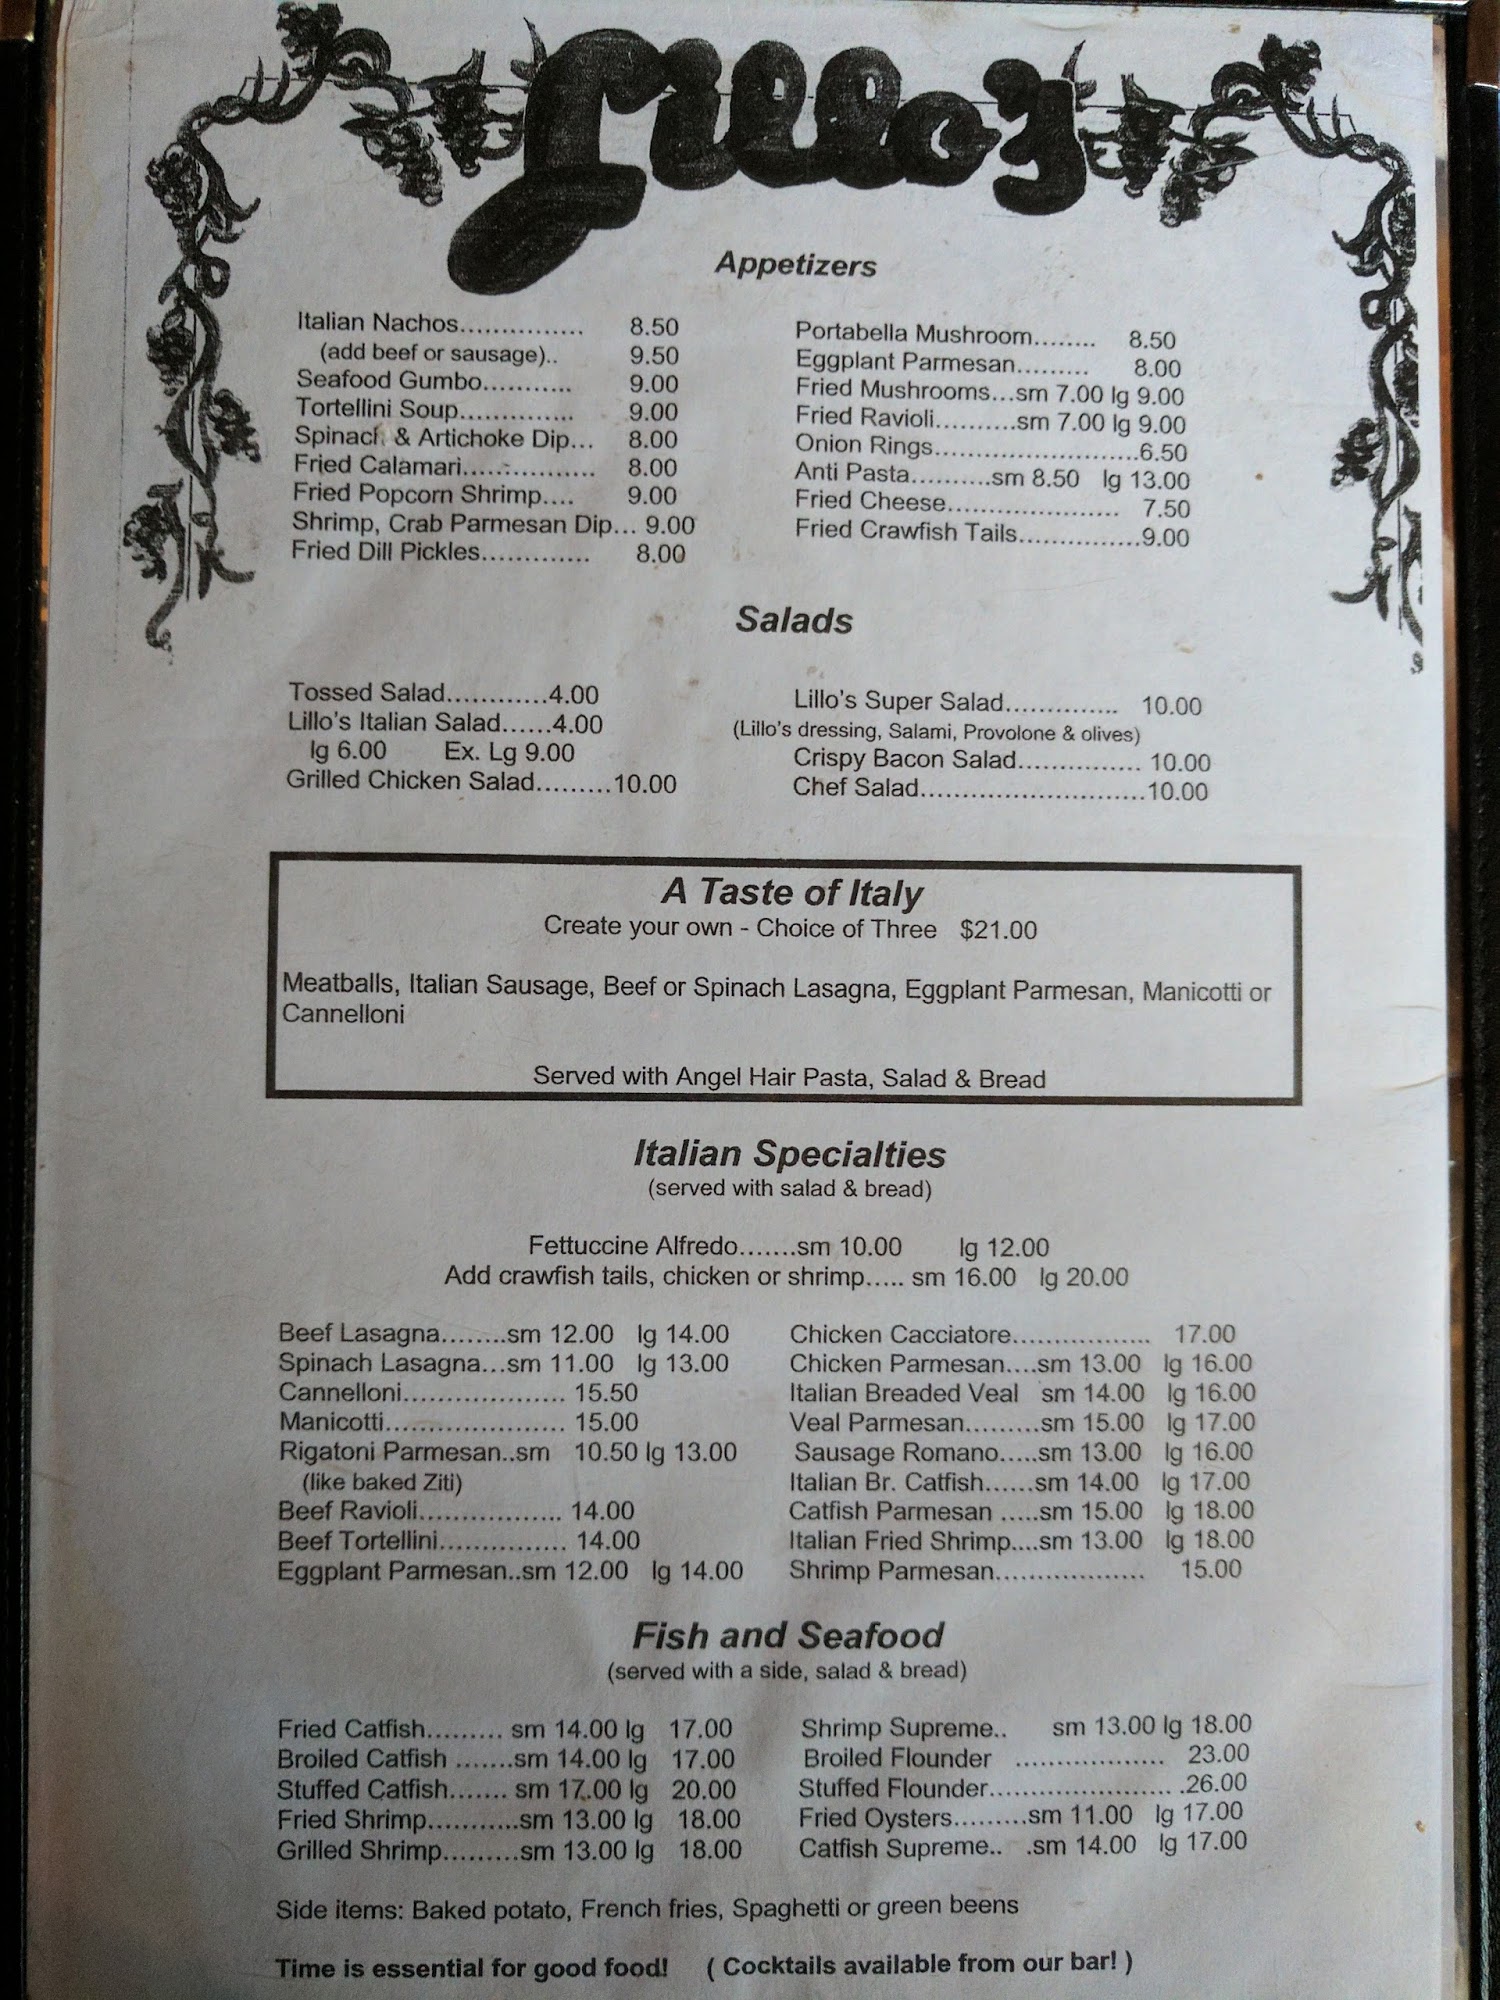 Lillo's
Appetizers
Italian Nachos............... 8.50
(add beef or sausage).. 9.50
Seafood Gumbo........... 9.00
Tortellini Soup.............. 9.00
Spinach & Artichoke Dip... 8.00
Fried Calamari................ 8.00
Fried Popcorn Shrimp.... 9.00
Shrimp, Crab Parmesan Dip... 9.00
Fried Dill Pickles............. 8.00
Portabella Mushroom........ 8.50
Eggplant Parmesan......... 8.00
Fried Mushrooms...sm 7.00 lg 9.00
Fried Ravioli..........sm 7.00 lg 9.00
Onion Rings............................6.50
Anti Pasta..........sm 8.50 lg 13.00
Fried Cheese..................... 7.50
Fried Crawfish Tails...............9.00
Salads
Tossed Salad............4.00
Lillo's Italian Salad......4.00
lg 6.00 Ex. Lg 9.00
Grilled Chicken Salad.........10.00
Lillo's Super Salad.............. 10.00
(Lillo's dressing, Salami, Provolone & olives)
Crispy Bacon Salad............... 10.00
Chef Salad...........................10.00
A Taste of Italy
Create your own - Choice of Three $21.00
Meatballs, Italian Sausage, Beef or Spinach Lasagna, Eggplant Parmesan, Manicotti or
Cannelloni
Served with Angel Hair Pasta, Salad & Bread
Italian Specialties
(served with salad & bread)
Fettuccine Alfredo.......sm 10.00 lg 12.00
Add crawfish tails, chicken or shrimp..... sm 16.00 lg 20.00
Beef Lasagna........sm 12.00 lg 14.00
Spinach Lasagna...sm 11.00 lg 13.00
Cannelloni.................... 15.50
Manicotti...................... 15.00
Rigatoni Parmesan..sm 10.50 lg 13.00
(like baked Ziti)
Beef Ravioli................. 14.00
Beef Tortellini............... 14.00
Eggplant Parmesan..sm 12.00 lg 14.00
Chicken Cacciatore................. 17.00
Chicken Parmesan....sm 13.00 lg 16.00
Italian Breaded Veal sm 14.00 lg 16.00
Veal Parmesan.........sm 15.00 lg 17.00
Sausage Romano.....sm 13.00 lg 16.00
Italian Br. Catfish......sm 14.00 lg 17.00
Catfish Parmesan .....sm 15.00 lg 18.00
Italian Fried Shrimp....sm 13.00 lg 18.00
Shrimp Parmesan.................. 15.00
Fish and Seafood
(served with a side, salad & bread)
Fried Catfish......... sm 14.00 lg 17.00
Broiled Catfish .......sm 14.00 lg 17.00
Stuffed Catfish....... sm 17.00 lg 20.00
Fried Shrimp...........sm 13.00 lg 18.00
Grilled Shrimp.........sm 13.00 lg 18.00
Shrimp Supreme.. sm 13.00 lg 18.00
Broiled Flounder .................. 23.00
Stuffed Flounder...................... .26.00
Fried Oysters.........sm 11.00 lg 17.00
Catfish Supreme.. .sm 14.00 lg 17.00
Side items: Baked potato, French fries, Spaghetti or green beens
Time is essential for good food! ( Cocktails available from our bar! )